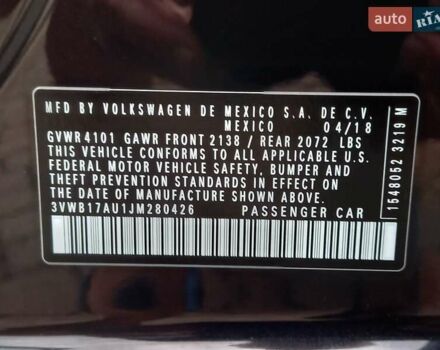 AUTO RIA
MFD BY VOLKSWAGEN DE MEXICO S.A. DE C.V.
MEXICO 04/18
GVWR 4101 GAWR FRONT 2138 / REAR 2072 LBS
THIS VEHICLE CONFORMS TO ALL APPLICABLE U.S.
FEDERAL MOTOR VEHICLE SAFETY, BUMPER AND
THEFT PREVENTION STANDARDS IN EFFECT ON
THE DATE OF MANUFACTURE SHOWN ABOVE.
3VWB17AU1JM280426 PASSENGER CAR
1548052 3219 M